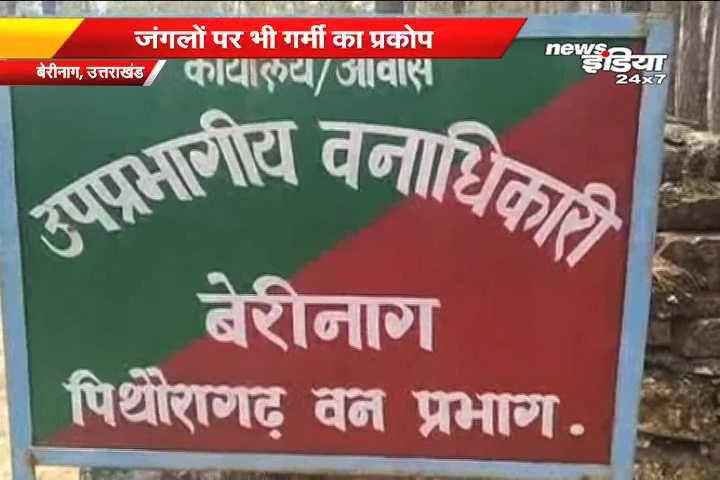 जंगलों पर भी गर्मी का प्रकोप
बेरीनाग, उत्तराखंड
news
इंडिया
24x7
कार्यालय/आवास
उपप्रभागीय वनाधिकारी
बेरीनाग
पिथौरागढ़ वन प्रभाग.